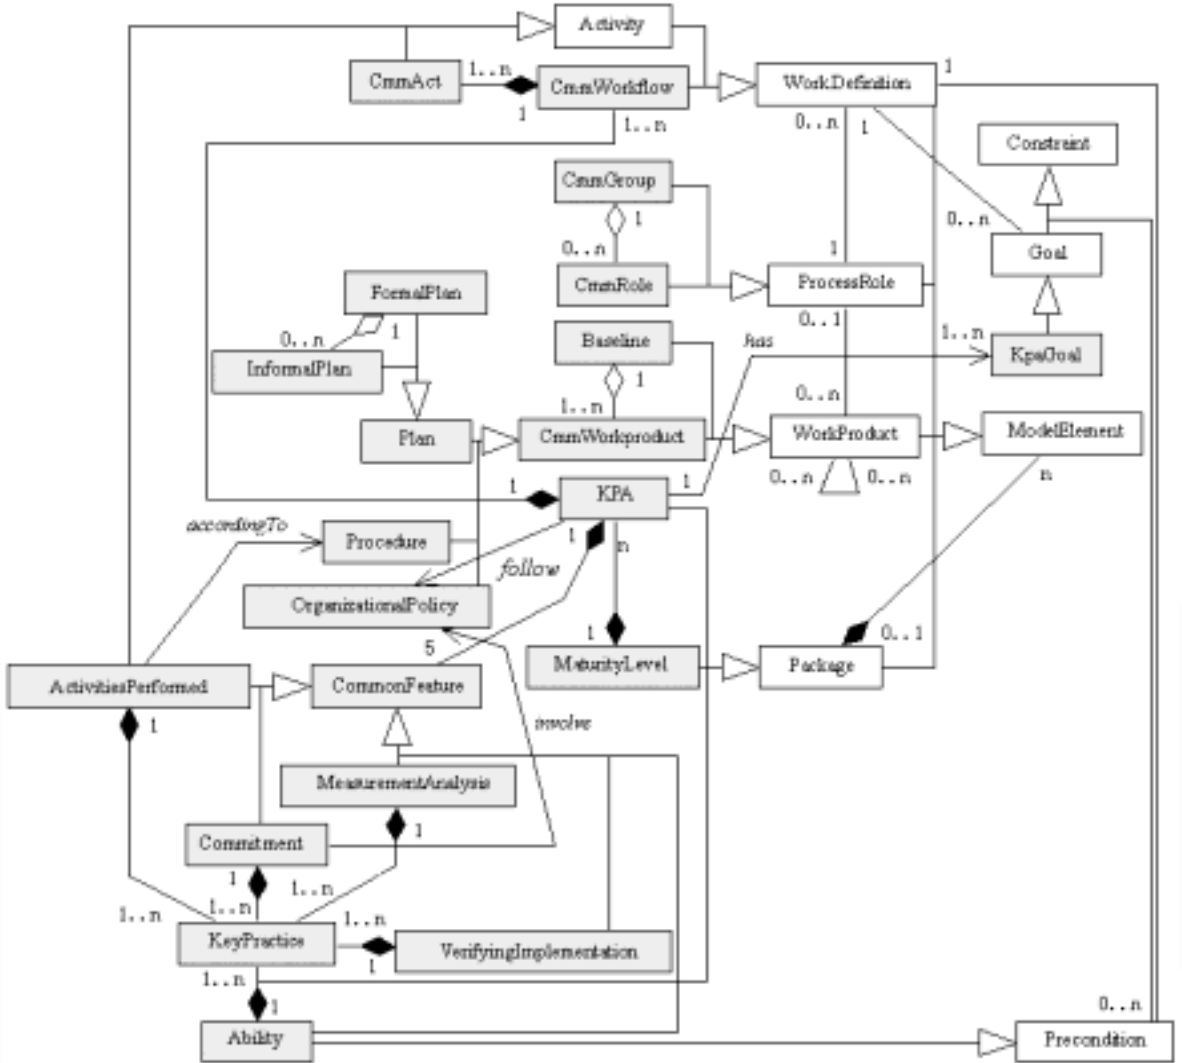 Activity
1..n
CmmAct
CmmWorkflow
WorkDefinition
1
1
1..n
0..n
1
Constraint
CmmGroup
1
0..n
0..n
1
Goal
CmmRole
ProcessRole
FormalPlan
0..1
0..n
1
Baseline
has
1..n
InformalPlan
1
KpaGoal
1..n
0..n
Plan
CmmWorkproduct
WorkProduct
ModelElement
0..n
0..n
n
1
KPA
1
accordingTo
Procedure
1
n
follow
OrganizationalPolicy
5
1
0..1
MaturityLevel
Package
ActivitiesPerformed
CommonFeature
1
involve
MeasurementAnalysis
1
Commitment
1
1..n
1..n
1..n
1..n
KeyPractice
VerifyingImplementation
1
1..n
1
0..n
Ability
Precondition